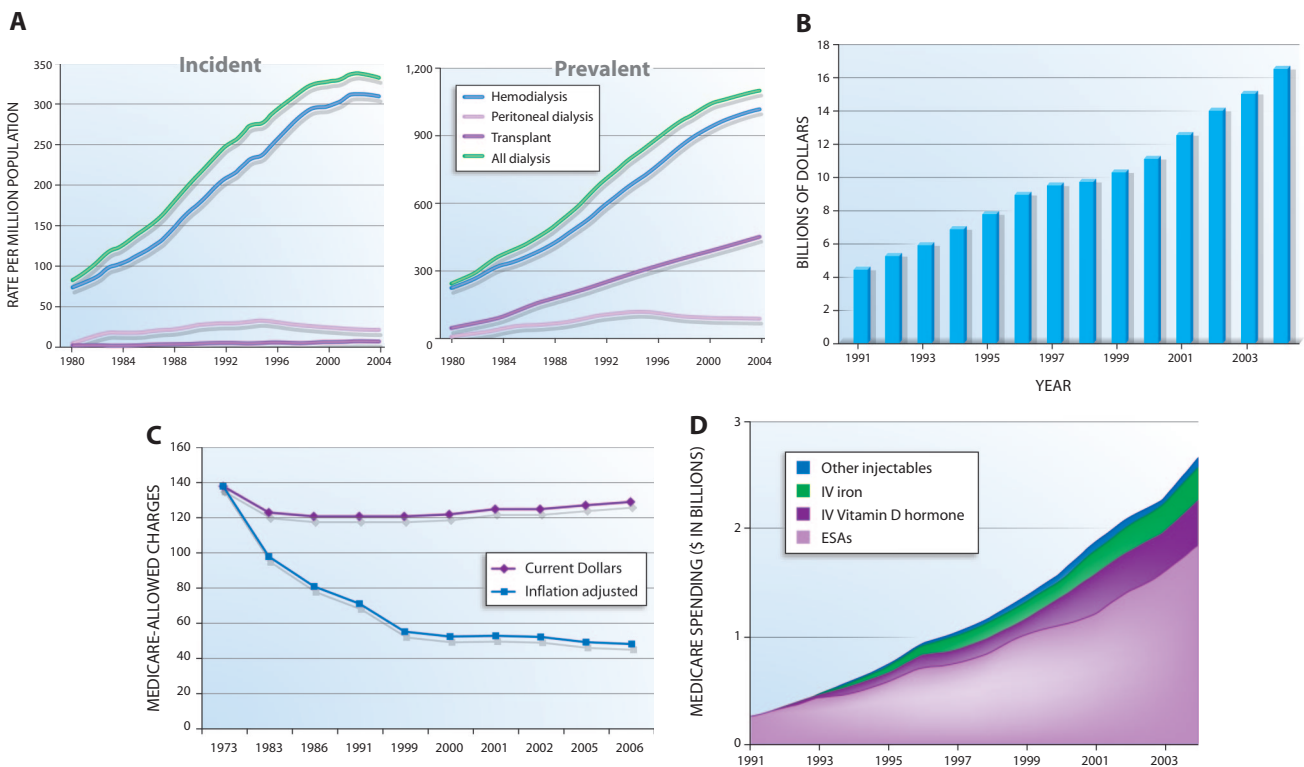 A
Incident
RATE PER MILLION POPULATION
350
300
250
200
150
100
50
0
1980 1984 1988 1992 1996 2000 2004
Prevalent
1,200
900
600
300
0
Hemodialysis
Peritoneal dialysis
Transplant
All dialysis
1980 1984 1988 1992 1996 2000 2004
B
BILLIONS OF DOLLARS
18
16
14
12
10
8
6
4
2
0
1991 1993 1995 1997 1999 2001 2003
YEAR
C
MEDICARE-ALLOWED CHARGES
160
140
120
100
80
60
40
20
0
Current Dollars
Inflation adjusted
1973 1983 1986 1991 1999 2000 2001 2002 2005 2006
D
MEDICARE SPENDING ($ IN BILLIONS)
3
2
1
0
Other injectables
IV iron
IV Vitamin D hormone
ESAs
1991 1993 1995 1997 1999 2001 2003